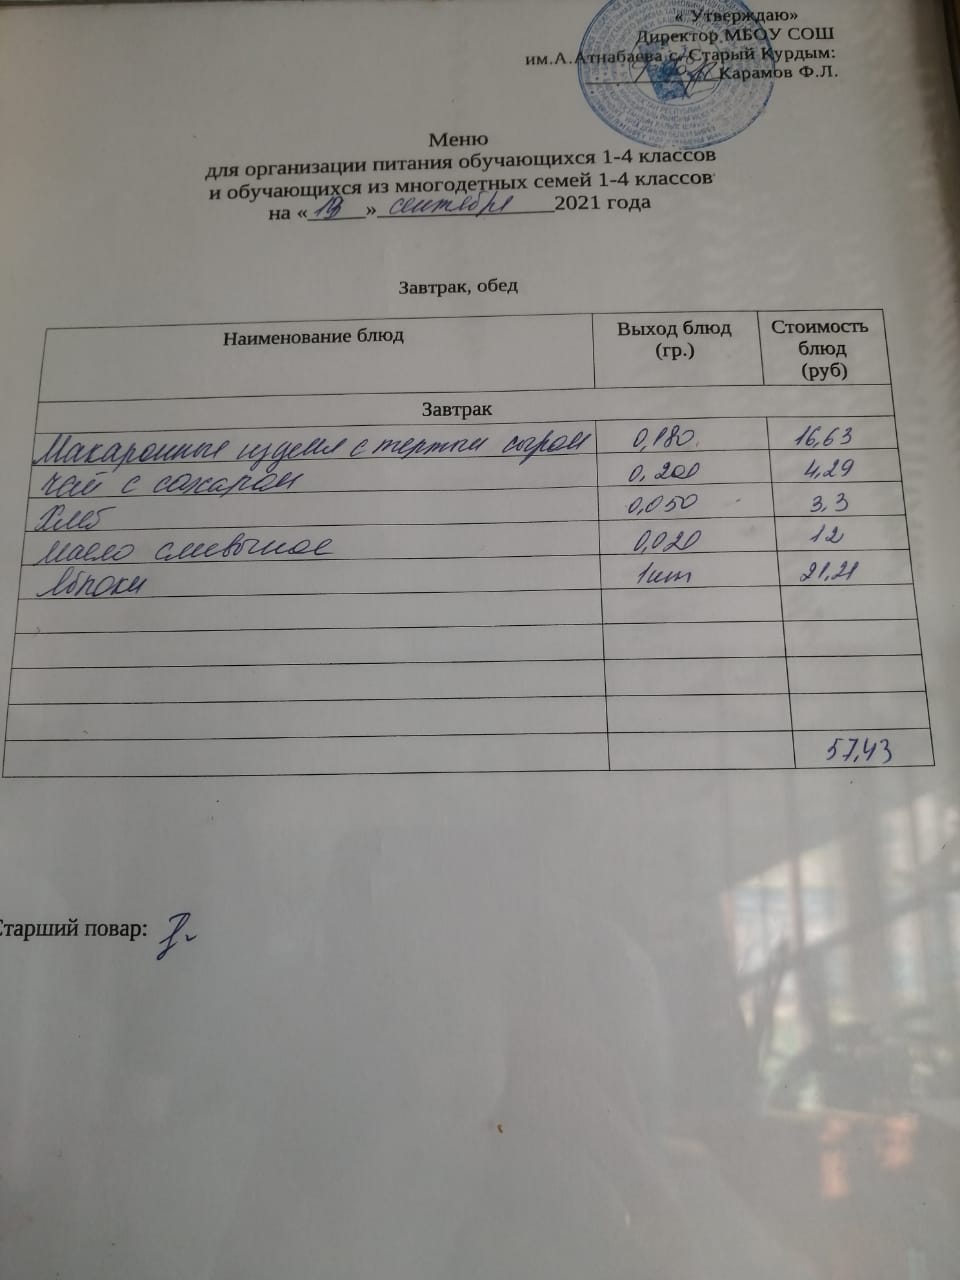 « Утверждаю»
Директор МБОУ СОШ
им.А.Атнабаева с. Старый Курдым:
Карамов Ф.Л.
Меню
для организации питания обучающихся 1-4 классов
и обучающихся из многодетных семей 1-4 классов
на « » сентября 2021 года
Завтрак, обед
Наименование блюд Выход блюд (гр.) Стоимость блюд (руб)
Завтрак
Макаронные изделия с тертым сыром 0,180 16,63
Чай с сахаром 0,200 4,29
Хлеб 0,050 3,3
масло сливочное 0,020 12
Яблоки 1шт 21,21
57,43
Старший повар: